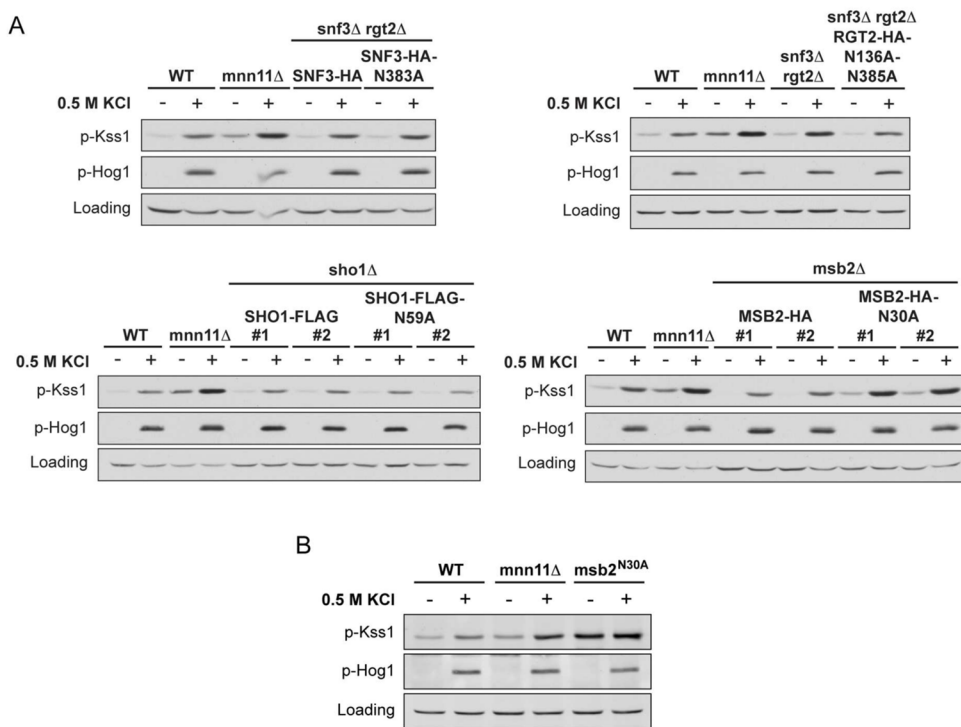 A
snf3Δ rgt2Δ
WT mnn11Δ SNF3-HA SNF3-HA-N383A
0.5 M KCl - + - + - + - +
p-Kss1
p-Hog1
Loading
snf3Δ rgt2Δ
RGT2-HA-
N136A-
N385A
WT mnn11Δ snf3Δ rgt2Δ
0.5 M KCl - + - + - + - +
p-Kss1
p-Hog1
Loading
sho1Δ
SHO1-FLAG SHO1-FLAG-N59A
WT mnn11Δ #1 #2 #1 #2
0.5 M KCl - + - + - + - + - + - +
p-Kss1
p-Hog1
Loading
msb2Δ
MSB2-HA MSB2-HA-N30A
WT mnn11Δ #1 #2 #1 #2
0.5 M KCl - + - + - + - + - + - +
p-Kss1
p-Hog1
Loading
B
WT mnn11Δ msb2N30A
0.5 M KCl - + - + - +
p-Kss1
p-Hog1
Loading